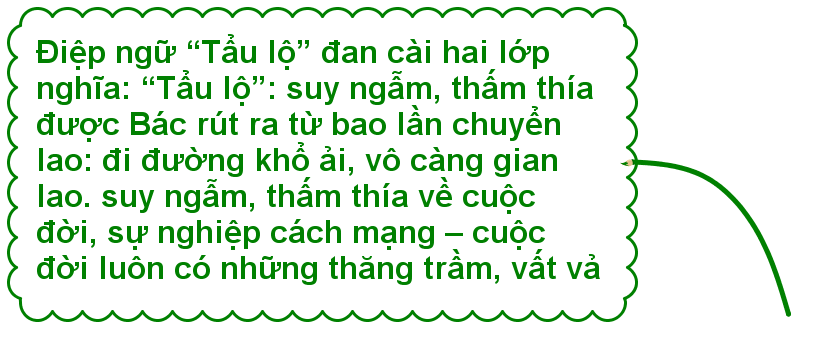 Điệp ngữ “Tẩu lộ” đan cài hai lớp
nghĩa: “Tẩu lộ”: suy ngẫm, thấm thía
được Bác rút ra từ bao lần chuyển
lao: đi đường khổ ải, vô càng gian
lao. suy ngẫm, thấm thía về cuộc
đời, sự nghiệp cách mạng – cuộc
đời luôn có những thăng trầm, vất vả